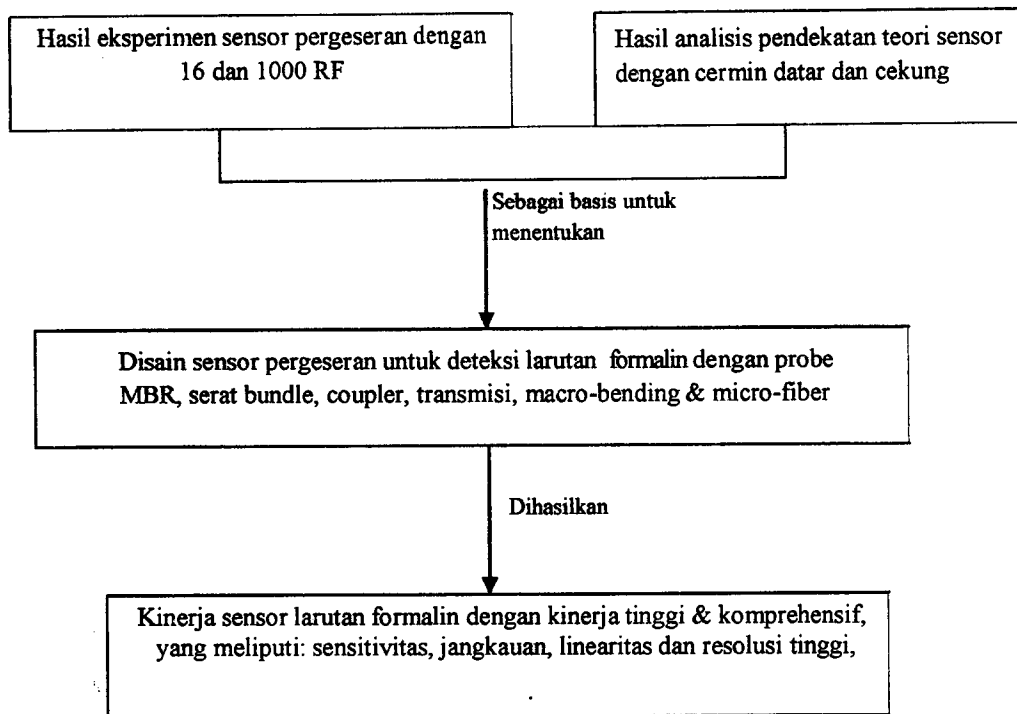 Hasil eksperimen sensor pergeseran dengan
16 dan 1000 RF
Hasil analisis pendekatan teori sensor
dengan cermin datar dan cekung
Sebagai basis untuk
menentukan
Disain sensor pergeseran untuk deteksi larutan formalin dengan probe
MBR, serat bundle, coupler, transmisi, macro-bending & micro-fiber
Dihasilkan
Kinerja sensor larutan formalin dengan kinerja tinggi & komprehensif,
yang meliputi: sensitivitas, jangkauan, linearitas dan resolusi tinggi,